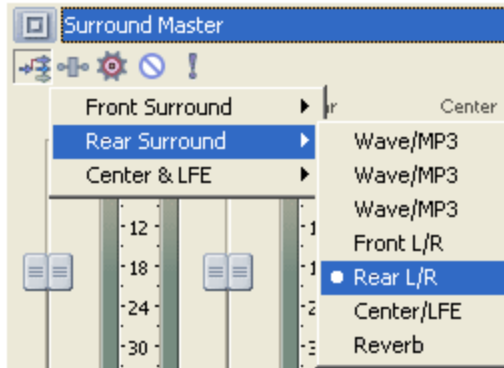 Surround Master
Front Surround
Rear Surround
Center & LFE
Center
Wave/MP3
Wave/MP3
Wave/MP3
Front L/R
Rear L/R
Center/LFE
Reverb
-12-
-18-
-24-
-30-